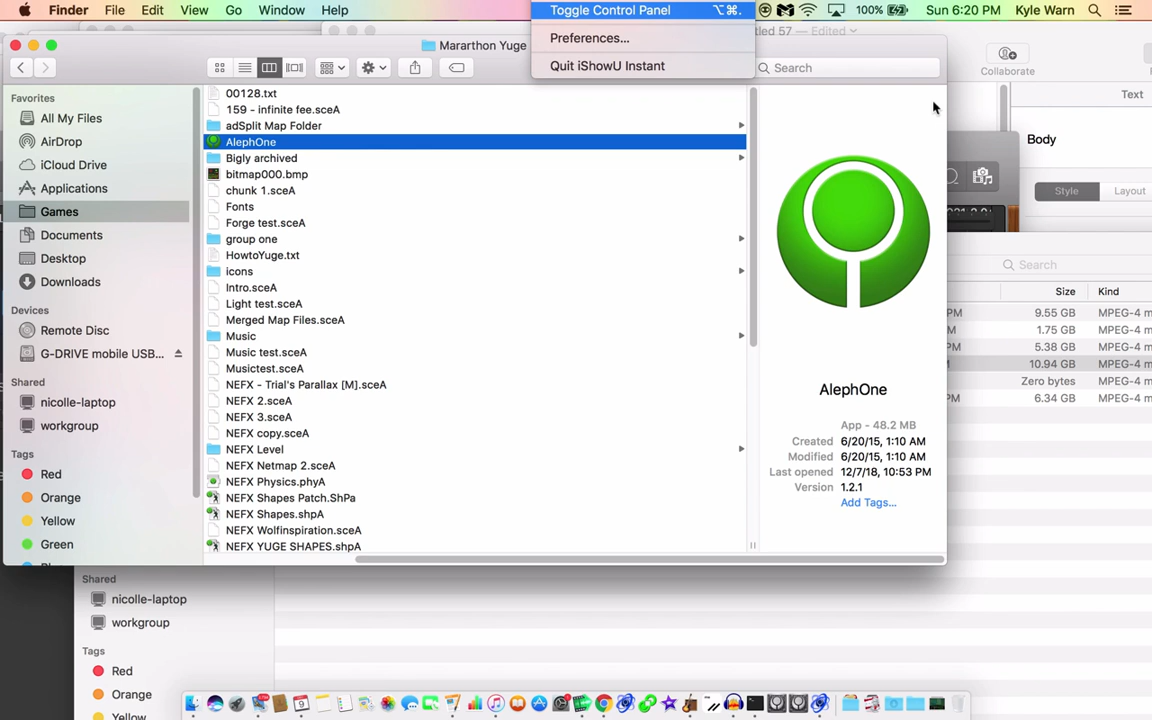 Finder File Edit View Go Window Help
100% Sun 6:20 PM Kyle Warn
Toggle Control Panel ⌥⌘.
Preferences...
Quit iShowU Instant
57 — Edited
Mararthon Yuge
Search
Collaborate
Text
Body
Style Layout
Favorites
All My Files
AirDrop
iCloud Drive
Applications
Games
Documents
Desktop
Downloads
Devices
Remote Disc
G-DRIVE mobile USB...
Shared
nicolle-laptop
workgroup
Tags
Red
Orange
Yellow
Green
00128.txt
159 - infinite fee.sceA
adSplit Map Folder
AlephOne
Bigly archived
bitmap000.bmp
chunk 1.sceA
Fonts
Forge test.sceA
group one
HowtoYuge.txt
icons
Intro.sceA
Light test.sceA
Merged Map Files.sceA
Music
Music test.sceA
Musictest.sceA
NEFX - Trial's Parallax [M].sceA
NEFX 2.sceA
NEFX 3.sceA
NEFX copy.sceA
NEFX Level
NEFX Netmap 2.sceA
NEFX Physics.phyA
NEFX Shapes Patch.ShPa
NEFX Shapes.shpA
NEFX Wolfinspiration.sceA
NEFX YUGE SHAPES.shpA
AlephOne
App - 48.2 MB
Created 6/20/15, 1:10 AM
Modified 6/20/15, 1:10 AM
Last opened 12/7/18, 10:53 PM
Version 1.2.1
Add Tags...
Search
Size Kind
PM 9.55 GB MPEG-4 m
M 1.75 GB MPEG-4 m
PM 5.38 GB MPEG-4 m
10.94 GB MPEG-4 m
Zero bytes MPEG-4 m
PM 6.34 GB MPEG-4 m
Shared
nicolle-laptop
workgroup
Tags
Red
Orange
Yellow